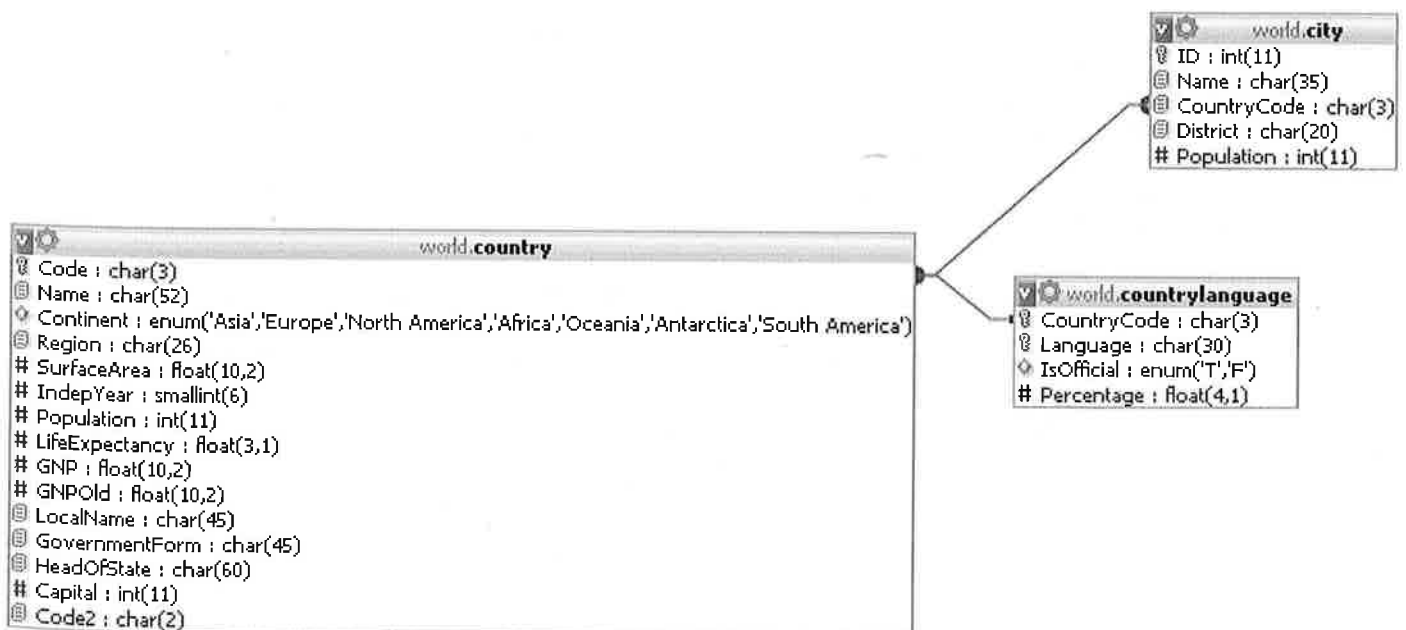 world.city
ID : int(11)
Name : char(35)
CountryCode : char(3)
District : char(20)
# Population : int(11)
world.country
Code : char(3)
Name : char(52)
Continent : enum('Asia','Europe','North America','Africa','Oceania','Antarctica','South America')
Region : char(26)
# SurfaceArea : float(10,2)
# IndepYear : smallint(6)
# Population : int(11)
# LifeExpectancy : float(3,1)
# GNP : float(10,2)
# GNPOld : float(10,2)
LocalName : char(45)
GovernmentForm : char(45)
HeadOfState : char(60)
# Capital : int(11)
Code2 : char(2)
world.countrylanguage
CountryCode : char(3)
Language : char(30)
IsOfficial : enum('T','F')
# Percentage : float(4,1)